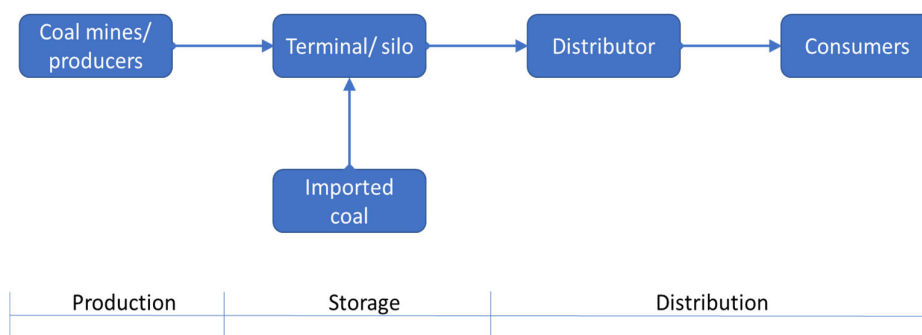 Coal mines/
producers
Terminal/ silo
Distributor
Consumers
Imported
coal
Production
Storage
Distribution